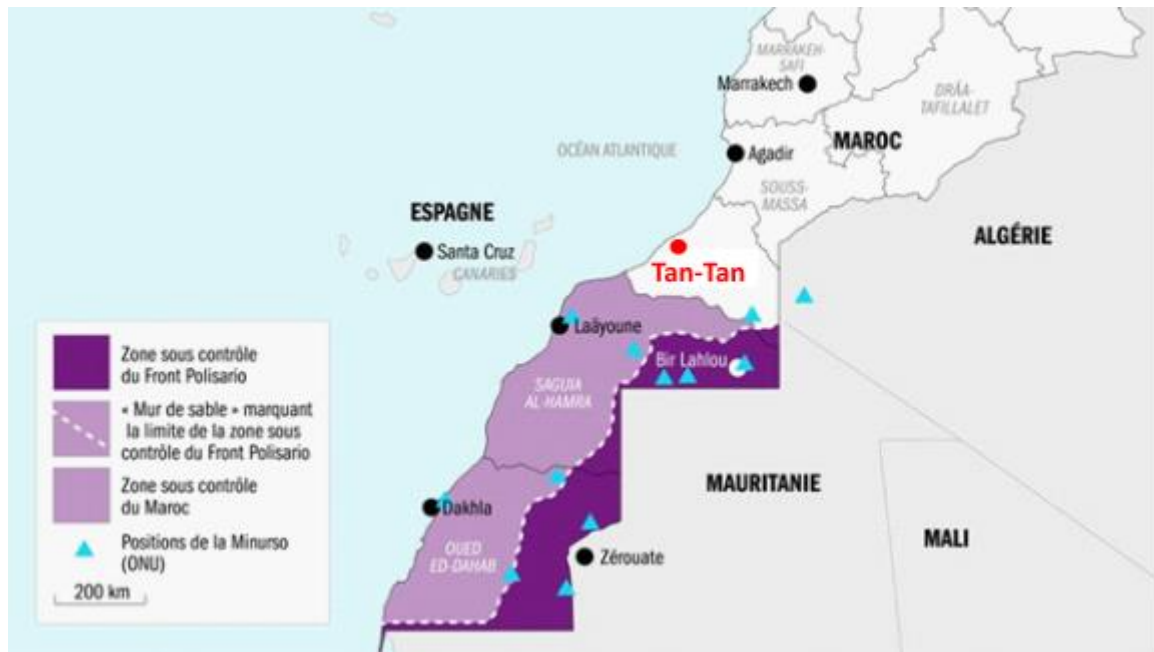 MARRAKEH-
SAFI
Marrakech
DRÂA-
TAFILLALET
MAROC
OCÉAN ATLANTIQUE
Agadir
SOUSS-
MASSA
ESPAGNE
ALGÉRIE
Santa Cruz
CANARIES
Tan-Tan
Laâyoune
Bir Lahlou
SAGUIA
AL-HAMRA
MAURITANIE
Dakhla
MALI
OUED
ED-DAHAB
Zérouate
Zone sous contrôle
du Front Polisario
« Mur de sable » marquant
la limite de la zone sous
contrôle du Front Polisario
Zone sous contrôle
du Maroc
Positions de la Minurso
(ONU)
200 km